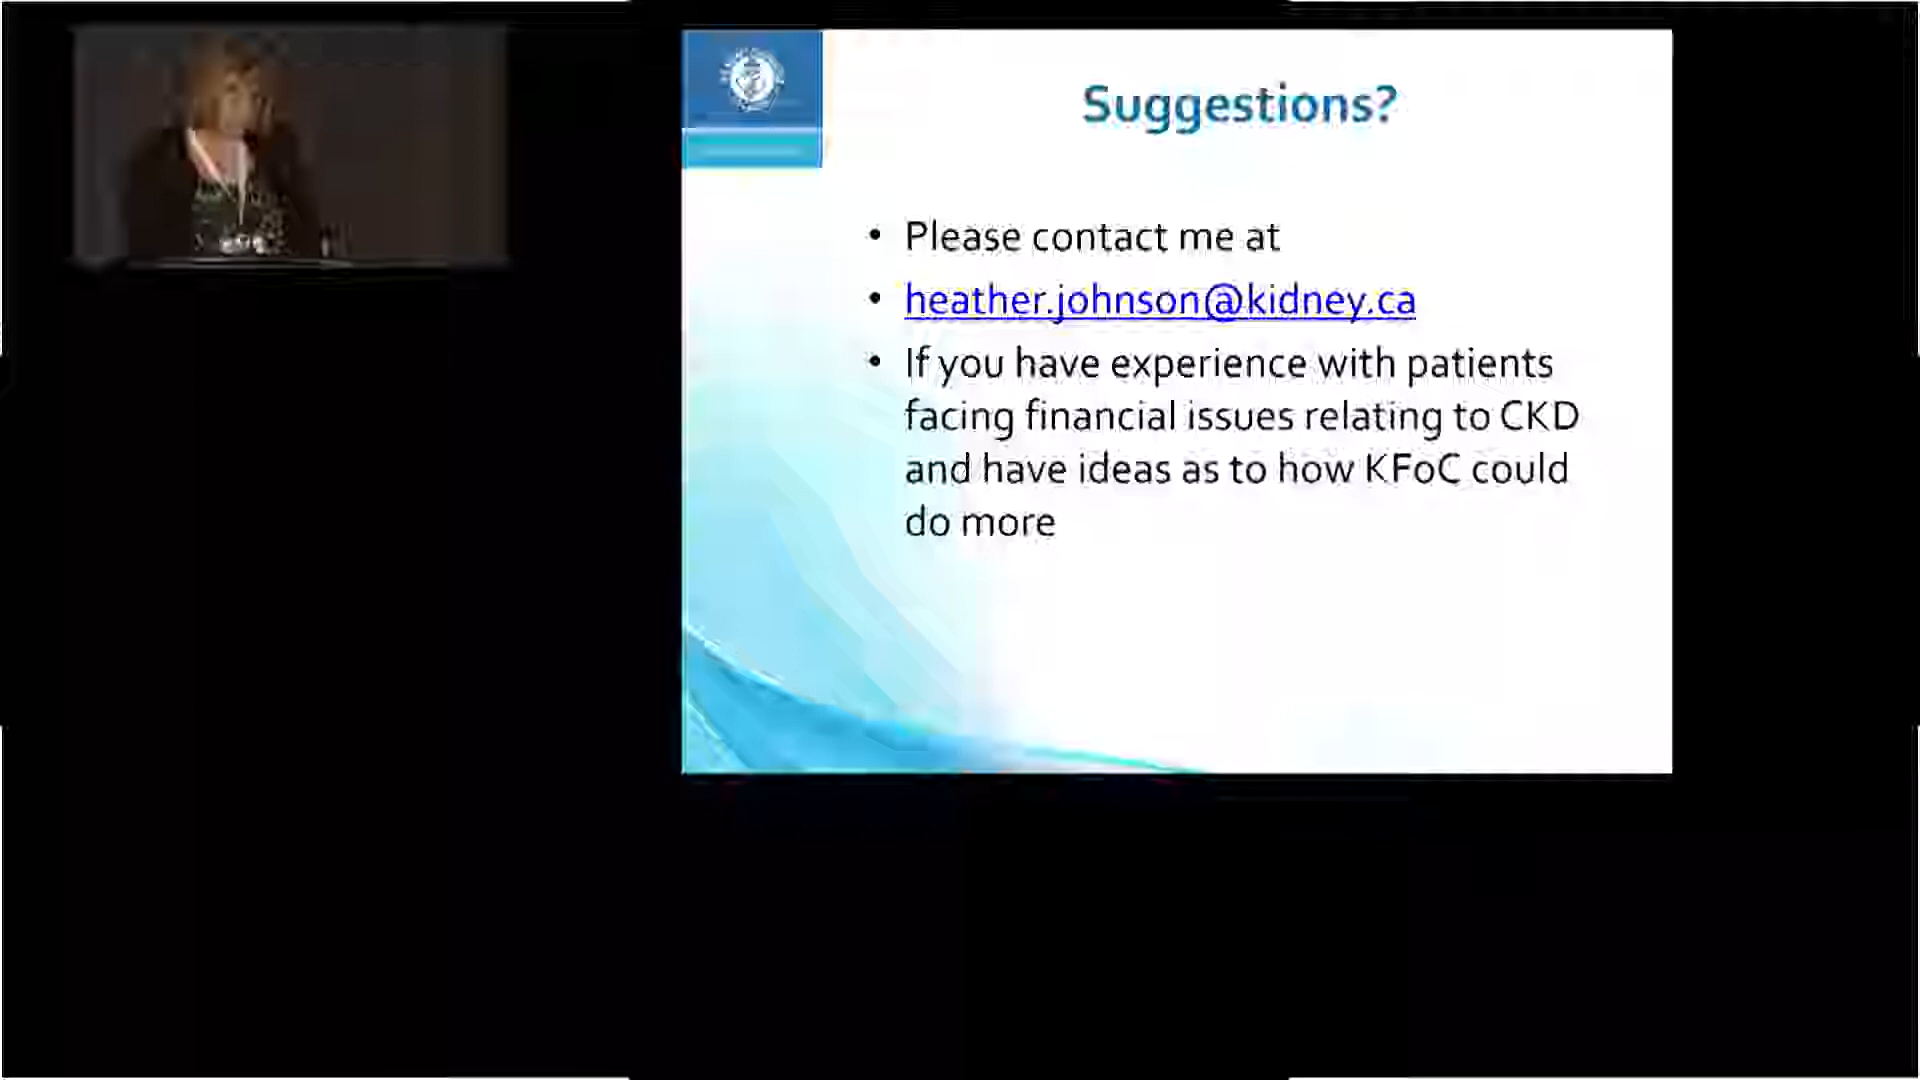 Suggestions?
• Please contact me at
• heather.johnson@kidney.ca
• If you have experience with patients
facing financial issues relating to CKD
and have ideas as to how KFoC could
do more